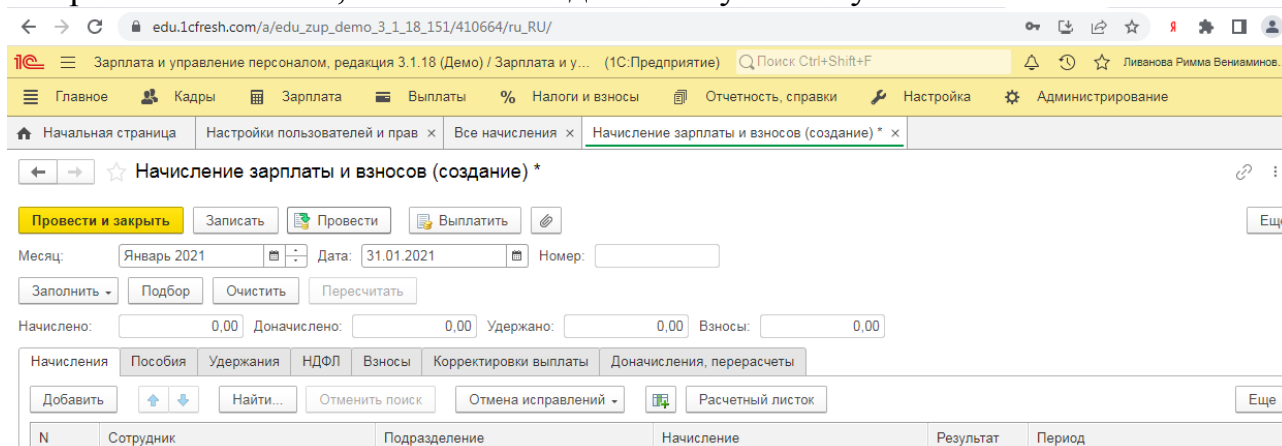 edu.1cfresh.com/a/edu_zup_demo_3_1_18_151/410664/ru_RU/
Зарплата и управление персоналом, редакция 3.1.18 (Демо) / Зарплата и у... (1С:Предприятие) Поиск Ctrl+Shift+F Ливанова Римма Вениаминов.
Главное Кадры Зарплата Выплаты % Налоги и взносы Отчетность, справки Настройка Администрирование
Начальная страница Настройки пользователей и прав × Все начисления × Начисление зарплаты и взносов (создание) * ×
Начисление зарплаты и взносов (создание) *
Провести и закрыть Записать Провести Выплатить Ещe
Месяц: Январь 2021 Дата: 31.01.2021 Номер:
Заполнить Подбор Очистить Пересчитать
Начислено: 0,00 Доначислено: 0,00 Удержано: 0,00 Взносы: 0,00
Начисления Пособия Удержания НДФЛ Взносы Корректировки выплаты Доначисления, перерасчеты
Добавить Найти... Отменить поиск Отмена исправлений Расчетный листок Еще
N Сотрудник Подразделение Начисление Результат Период